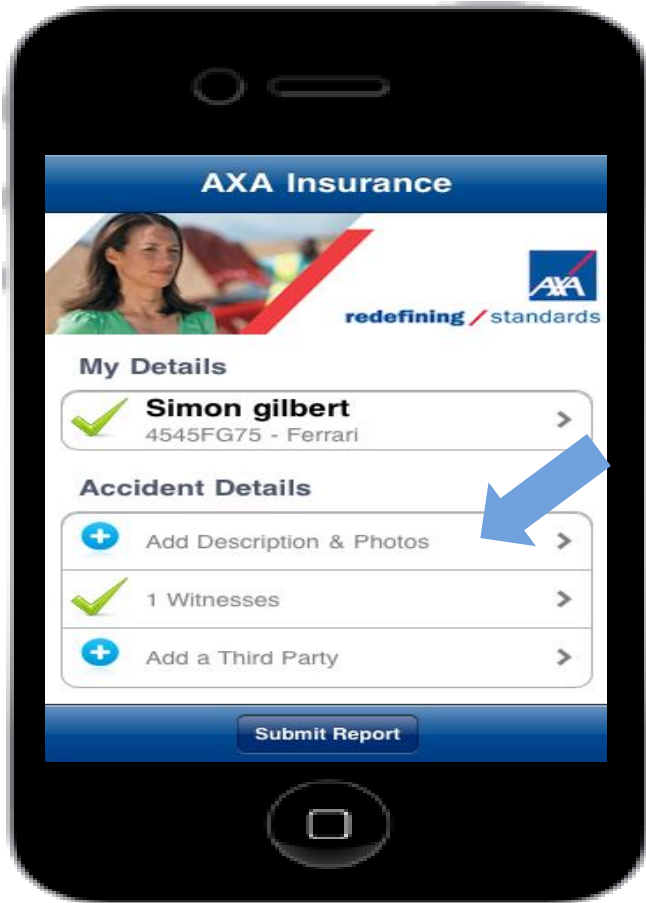 AXA Insurance
AXA
redefining / standards
My Details
Simon gilbert
4545FG75 - Ferrari
Accident Details
Add Description & Photos
1 Witnesses
Add a Third Party
Submit Report